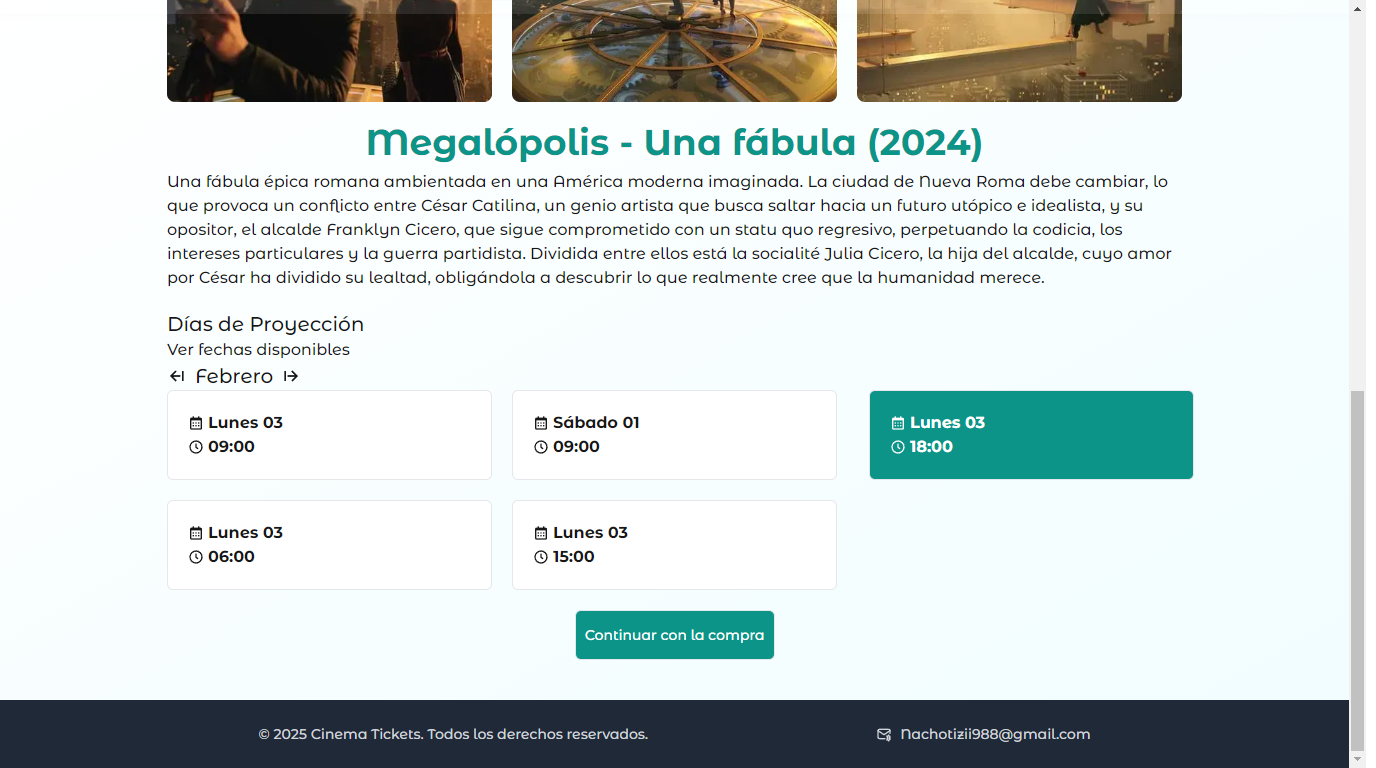 Megalópolis - Una fábula (2024)
Una fábula épica romana ambientada en una América moderna imaginada. La ciudad de Nueva Roma debe cambiar, lo
que provoca un conflicto entre César Catilina, un genio artista que busca saltar hacia un futuro utópico e idealista, y su
opositor, el alcalde Franklyn Cicero, que sigue comprometido con un statu quo regresivo, perpetuando la codicia, los
intereses particulares y la guerra partidista. Dividida entre ellos está la socialité Julia Cicero, la hija del alcalde, cuyo amor
por César ha dividido su lealtad, obligándola a descubrir lo que realmente cree que la humanidad merece.
Días de Proyección
Ver fechas disponibles
Febrero
Lunes 03
09:00
Sábado 01
09:00
Lunes 03
18:00
Lunes 03
06:00
Lunes 03
15:00
Continuar con la compra
© 2025 Cinema Tickets. Todos los derechos reservados.
Nachotizii988@gmail.com